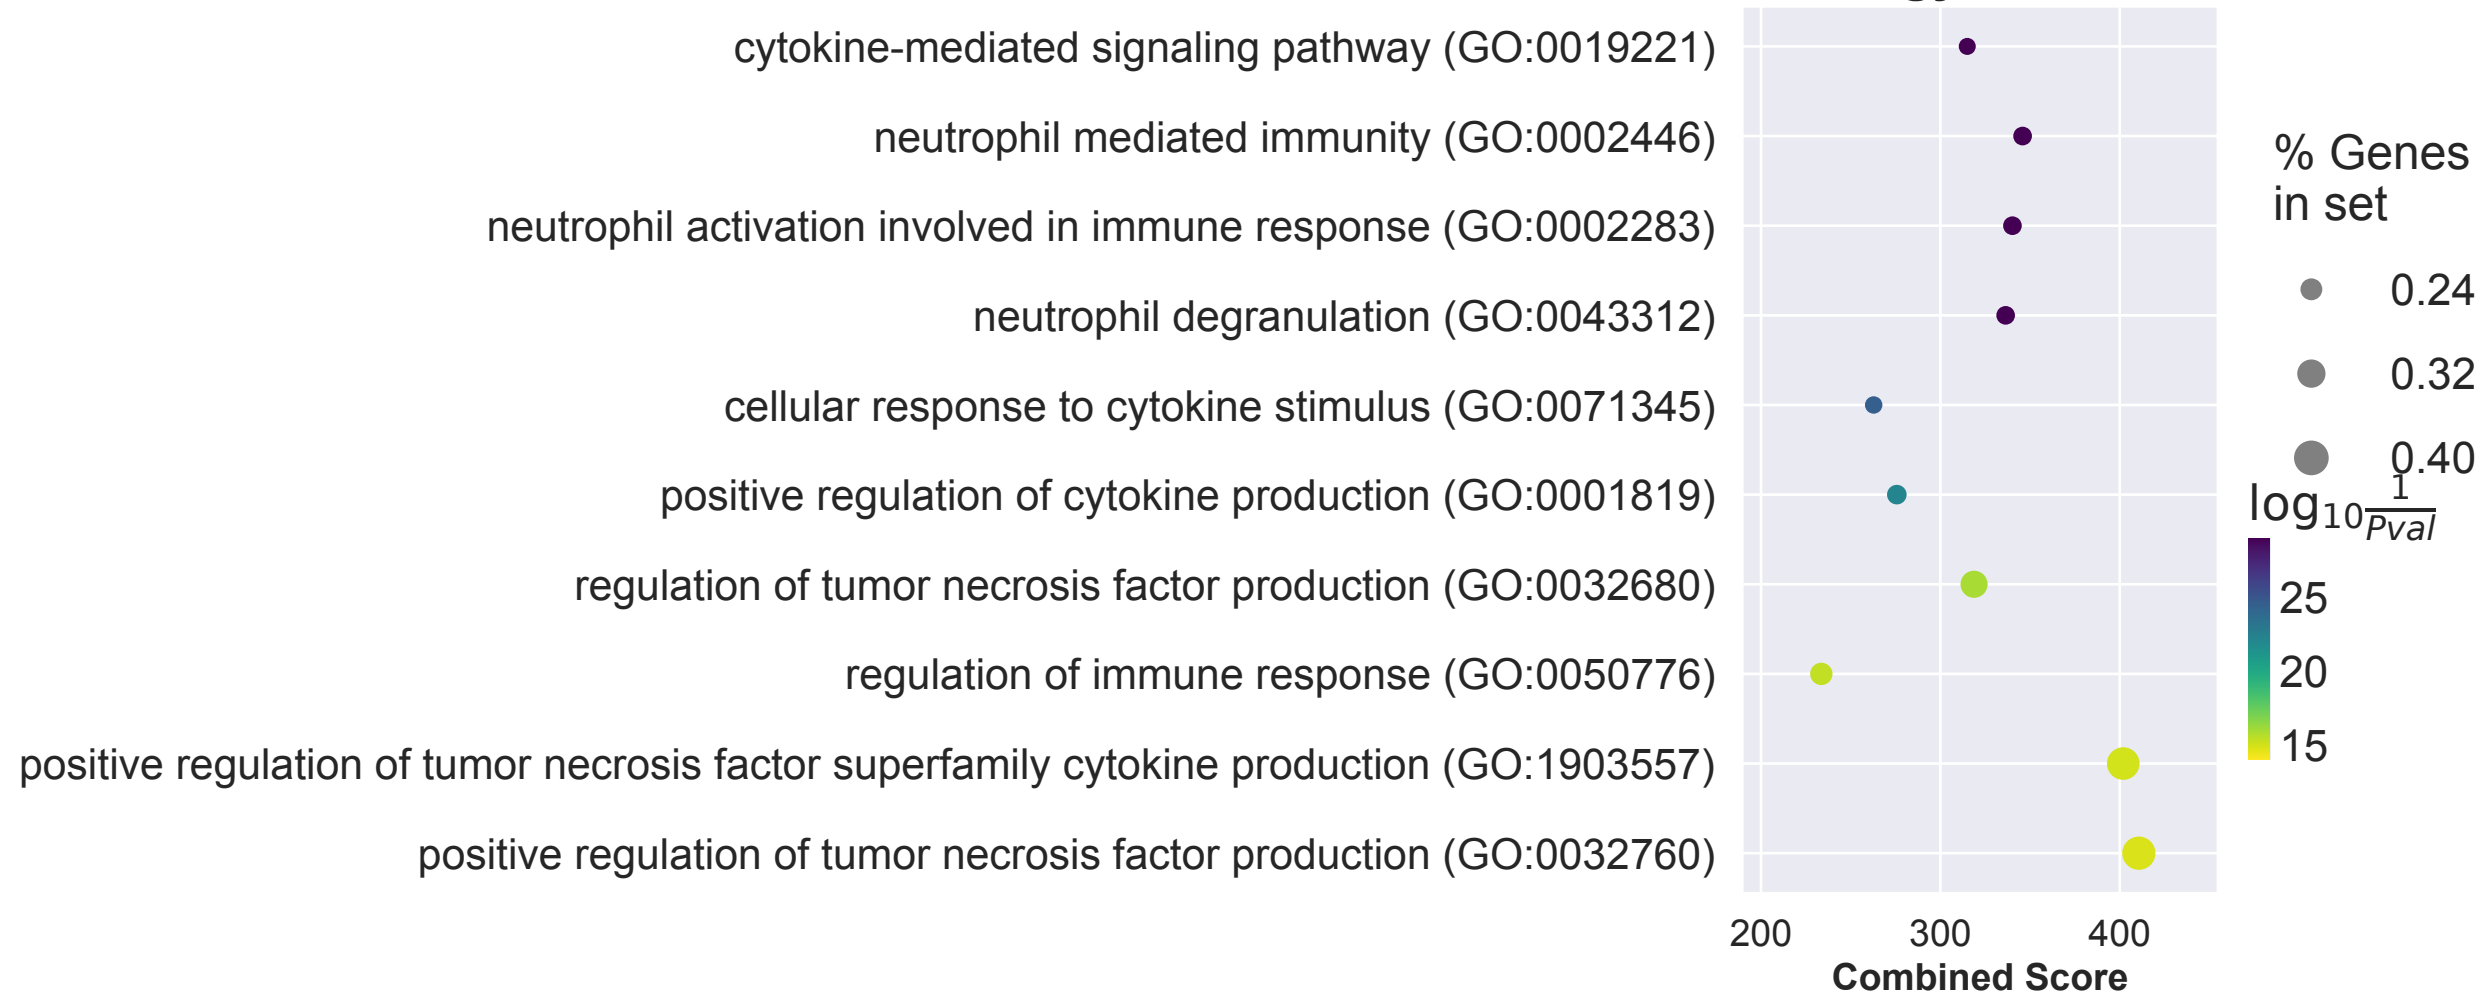 cytokine-mediated signaling pathway (GO:0019221)
neutrophil mediated immunity (GO:0002446)
neutrophil activation involved in immune response (GO:0002283)
neutrophil degranulation (GO:0043312)
cellular response to cytokine stimulus (GO:0071345)
positive regulation of cytokine production (GO:0001819)
regulation of tumor necrosis factor production (GO:0032680)
regulation of immune response (GO:0050776)
positive regulation of tumor necrosis factor superfamily cytokine production (GO:1903557)
positive regulation of tumor necrosis factor production (GO:0032760)
200 300 400
Combined Score
% Genes
in set
0.24
0.32
0.40
log₁₀ 1/Pval
25
20
15